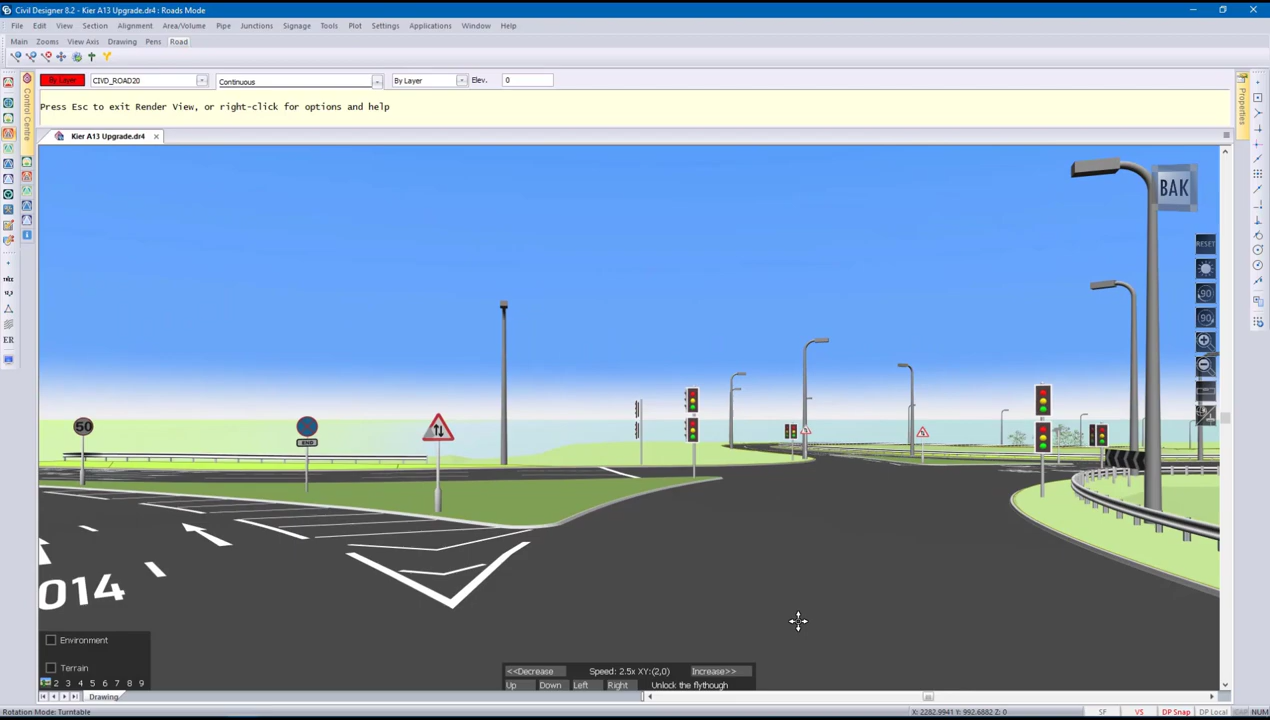 Civil Designer 8.2 - Kier A13 Upgrade.dr4 : Roads Mode
File Edit View Section Alignment Area/Volume Pipe Junctions Signage Tools Plot Settings Applications Window Help
Main Zooms View Axis Drawing Pens Road
By Layer CIVD_ROAD20 Continuous By Layer Elev. 0
Press Esc to exit Render View, or right-click for options and help
Kier A13 Upgrade.dr4
Control Centre
Properties
BAK
RESET
90
90
50
END
014
ER
Environment
Terrain
2 3 4 5 6 7 8 9
<<Decrease Speed: 2.5x XY:(2,0) Increase>>
Up Down Left Right Unlock the flythough
Drawing
Rotation Mode: Turntable X: 2282.9941 Y: 992.6882 Z: 0 SF VS DP Snap DP Local NUM